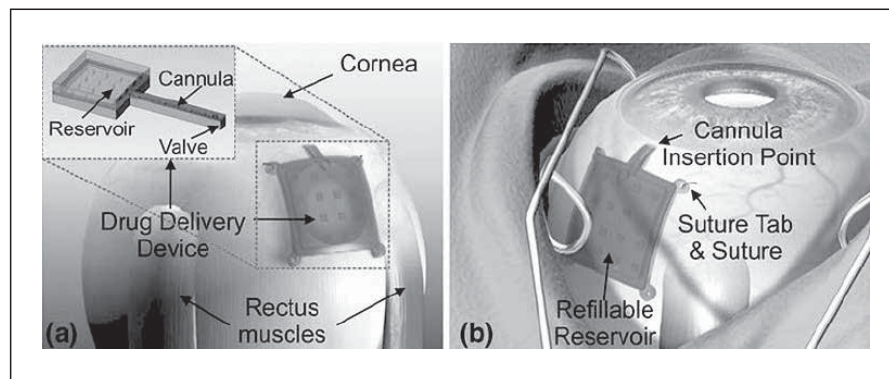 Cannula
Reservoir
Valve
Cornea
Drug Delivery
Device
Rectus
muscles
(a)
Cannula
Insertion Point
Suture Tab
& Suture
Refillable
Reservoir
(b)